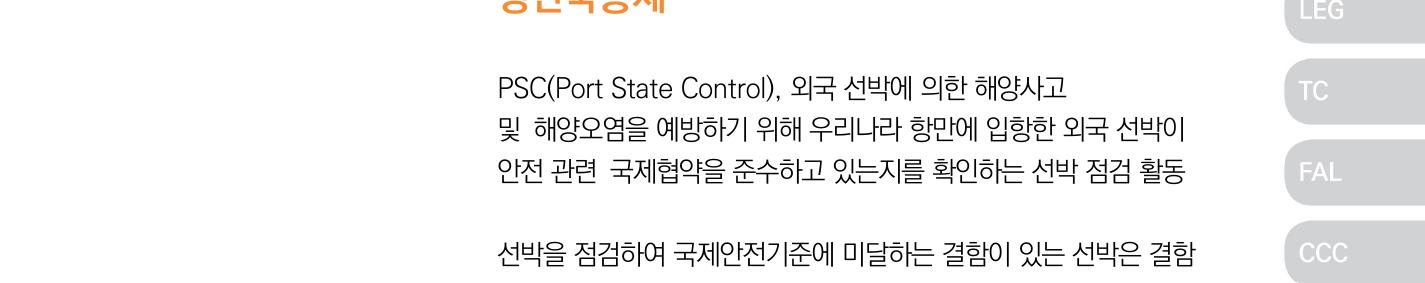 PSC(Port State Control), 외국 선박에 의한 해양사고
및 해양오염을 예방하기 위해 우리나라 항만에 입항한 외국 선박이
안전 관련 국제협약을 준수하고 있는지를 확인하는 선박 점검 활동
선박을 점검하여 국제안전기준에 미달하는 결함이 있는 선박은 결함
LEG
TC
FAL
CCC